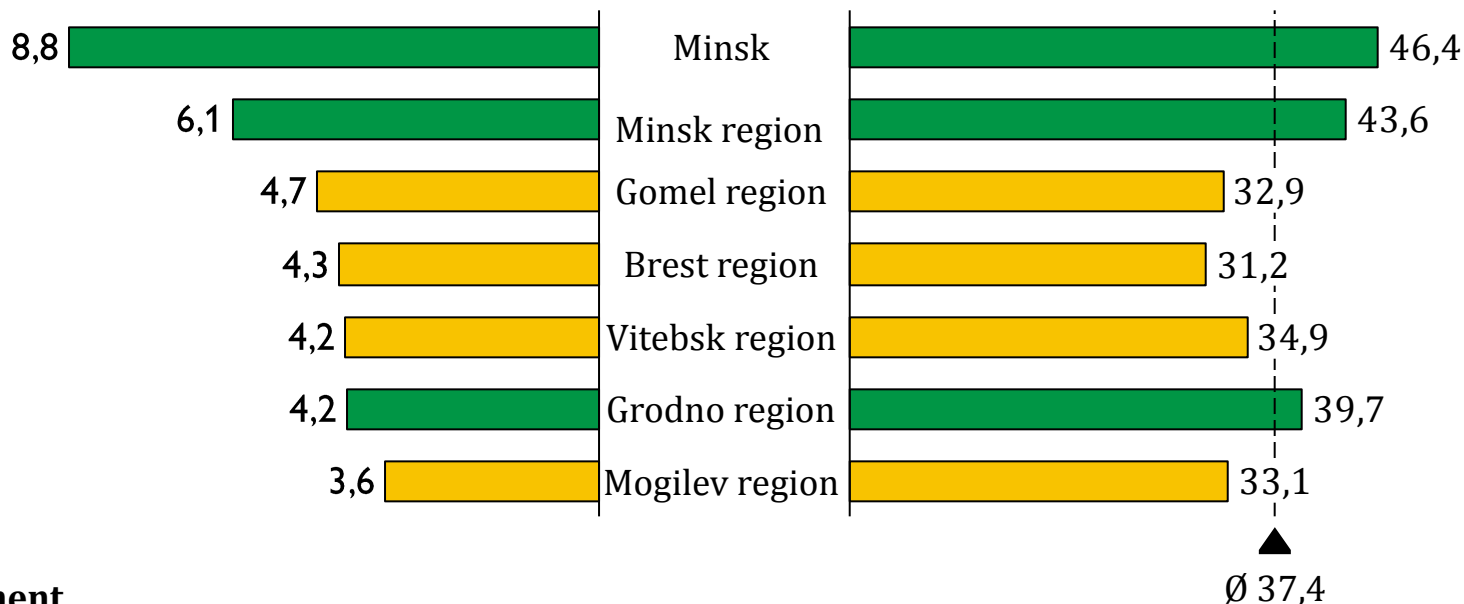 8,8 Minsk 46,4
6,1 Minsk region 43,6
4,7 Gomel region 32,9
4,3 Brest region 31,2
4,2 Vitebsk region 34,9
4,2 Grodno region 39,7
3,6 Mogilev region 33,1
Ø 37,4